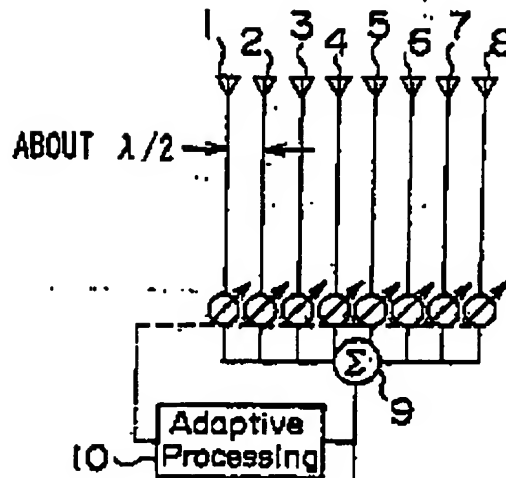 1 2 3 4 5 6 7 8
ABOUT λ/2
Σ
9
Adaptive
Processing
10